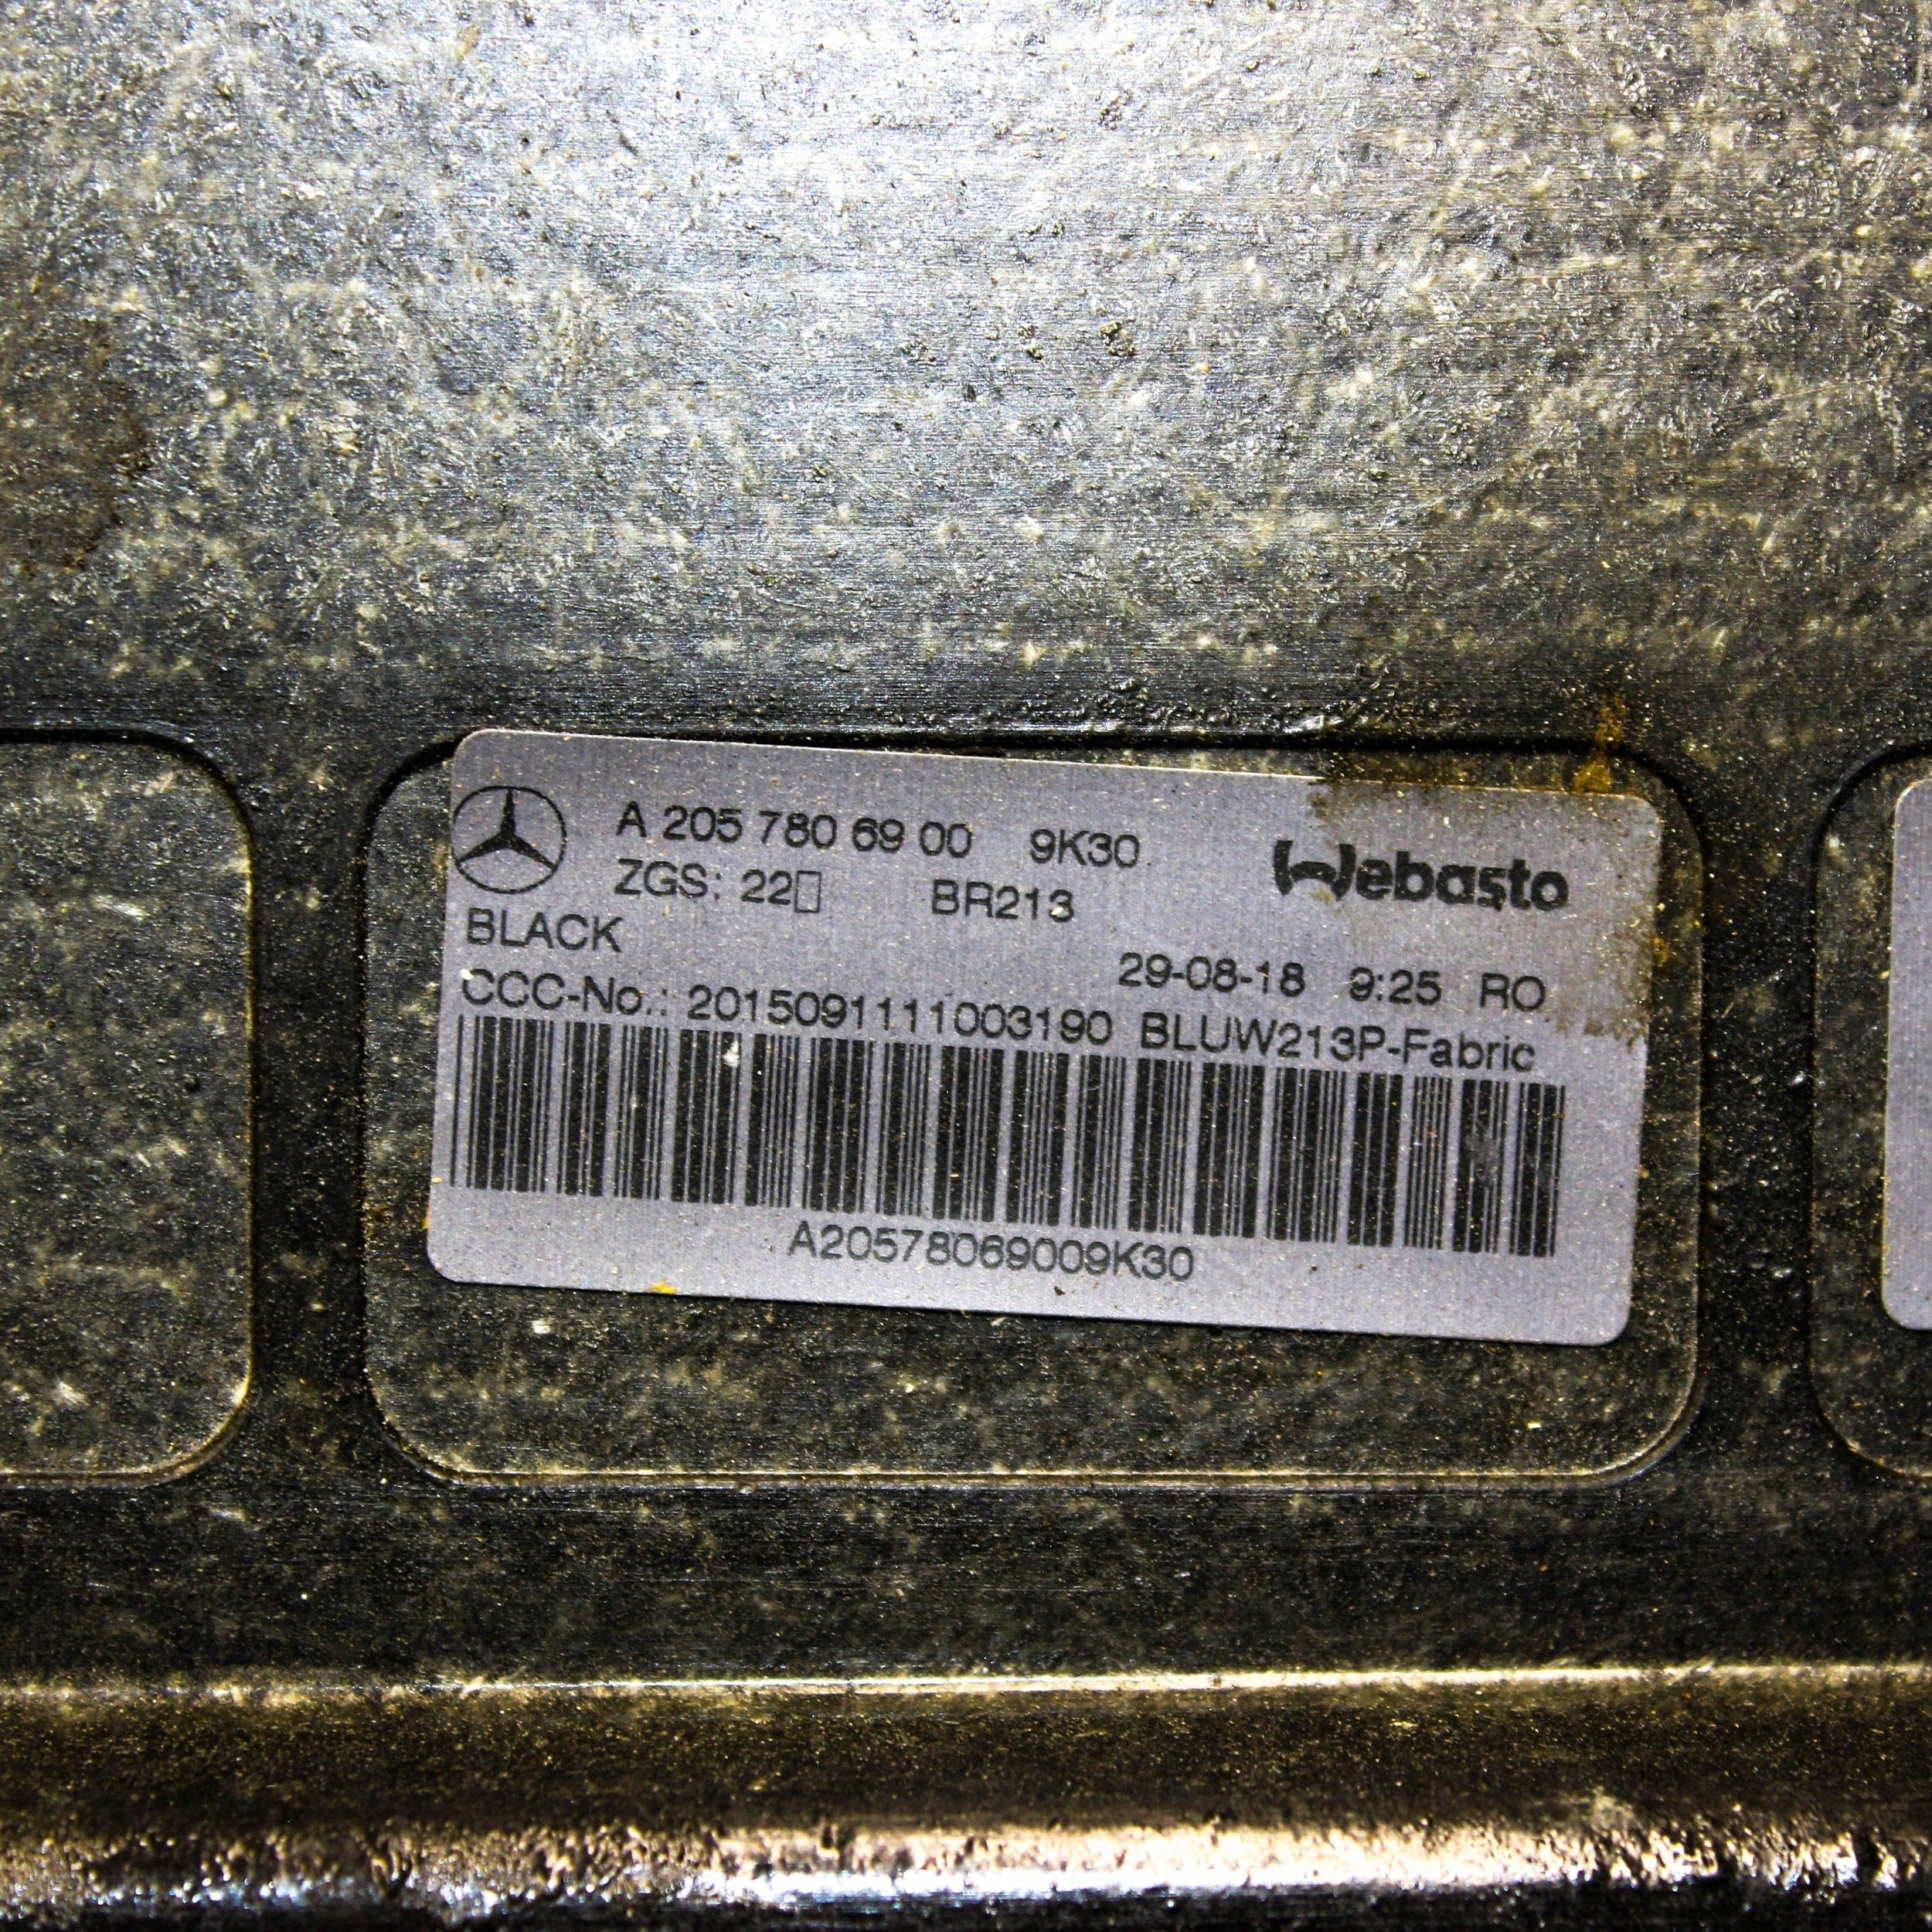 A 205 780 69 00 9K30 Webasto
ZGS: 22▯ BR213
BLACK
29-08-18 9:25 RO
CCC-No.: 2015091111003190 BLUW213P-Fabric
A20578069009K30